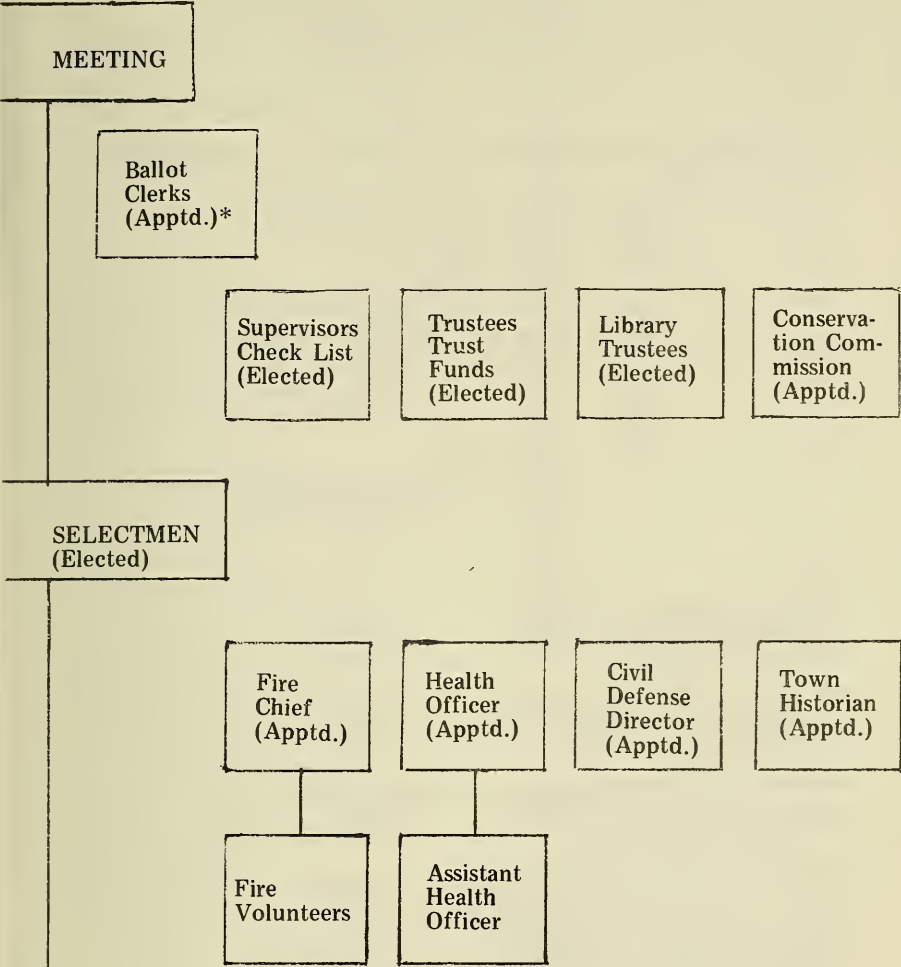 MEETING
Ballot
Clerks
(Apptd.)*
Supervisors
Check List
(Elected)
Trustees
Trust
Funds
(Elected)
Library
Trustees
(Elected)
Conserva-
tion Com-
mission
(Apptd.)
SELECTMEN
(Elected)
Fire
Chief
(Apptd.)
Health
Officer
(Apptd.)
Civil
Defense
Director
(Apptd.)
Town
Historian
(Apptd.)
Fire
Volunteers
Assistant
Health
Officer